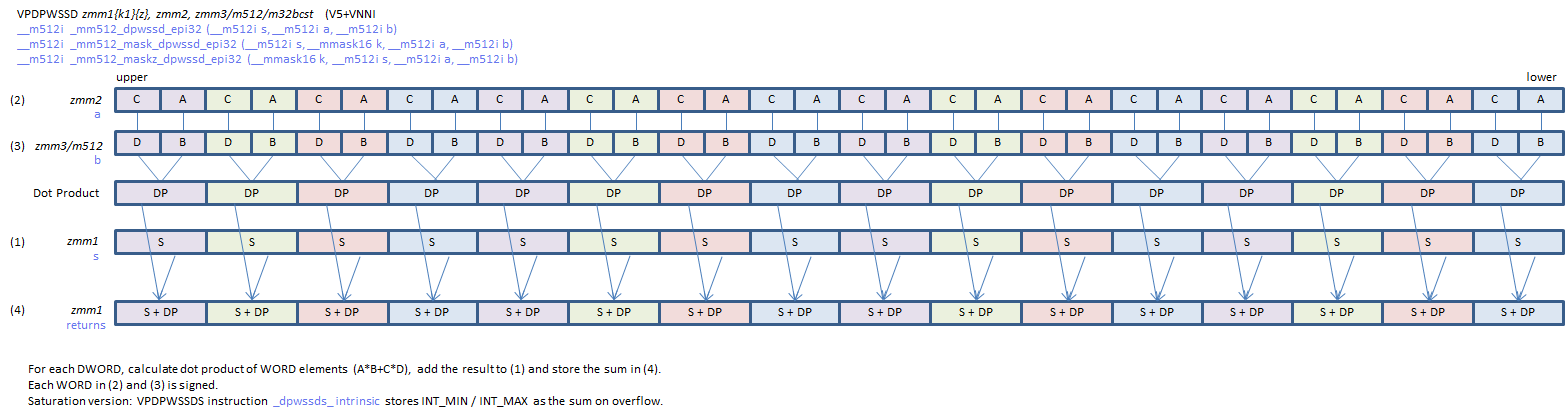 VPDPWSSD zmm1{k1}{z}, zmm2, zmm3/m512/m32bcst (V5+VNNI
__m512i _mm512_dpwssd_epi32 (__m512i s, __m512i a, __m512i b)
__m512i _mm512_mask_dpwssd_epi32 (__m512i s, __mmask16 k, __m512i a, __m512i b)
__m512i _mm512_maskz_dpwssd_epi32 (__mmask16 k, __m512i s, __m512i a, __m512i b)
upper lower
(2) zmm2 C A C A C A C A C A C A C A C A C A C A C A C A C A C A C A C A
a
(3) zmm3/m512 D B D B D B D B D B D B D B D B D B D B D B D B D B D B D B D B
b
Dot Product DP DP DP DP DP DP DP DP DP DP DP DP DP DP DP DP
(1) zmm1 S S S S S S S S S S S S S S S S
s
(4) zmm1 S + DP S + DP S + DP S + DP S + DP S + DP S + DP S + DP S + DP S + DP S + DP S + DP S + DP S + DP S + DP S + DP
returns
For each DWORD, calculate dot product of WORD elements (A*B+C*D), add the result to (1) and store the sum in (4).
Each WORD in (2) and (3) is signed.
Saturation version: VPDPWSSDS instruction _dpwssds_ intrinsic stores INT_MIN / INT_MAX as the sum on overflow.